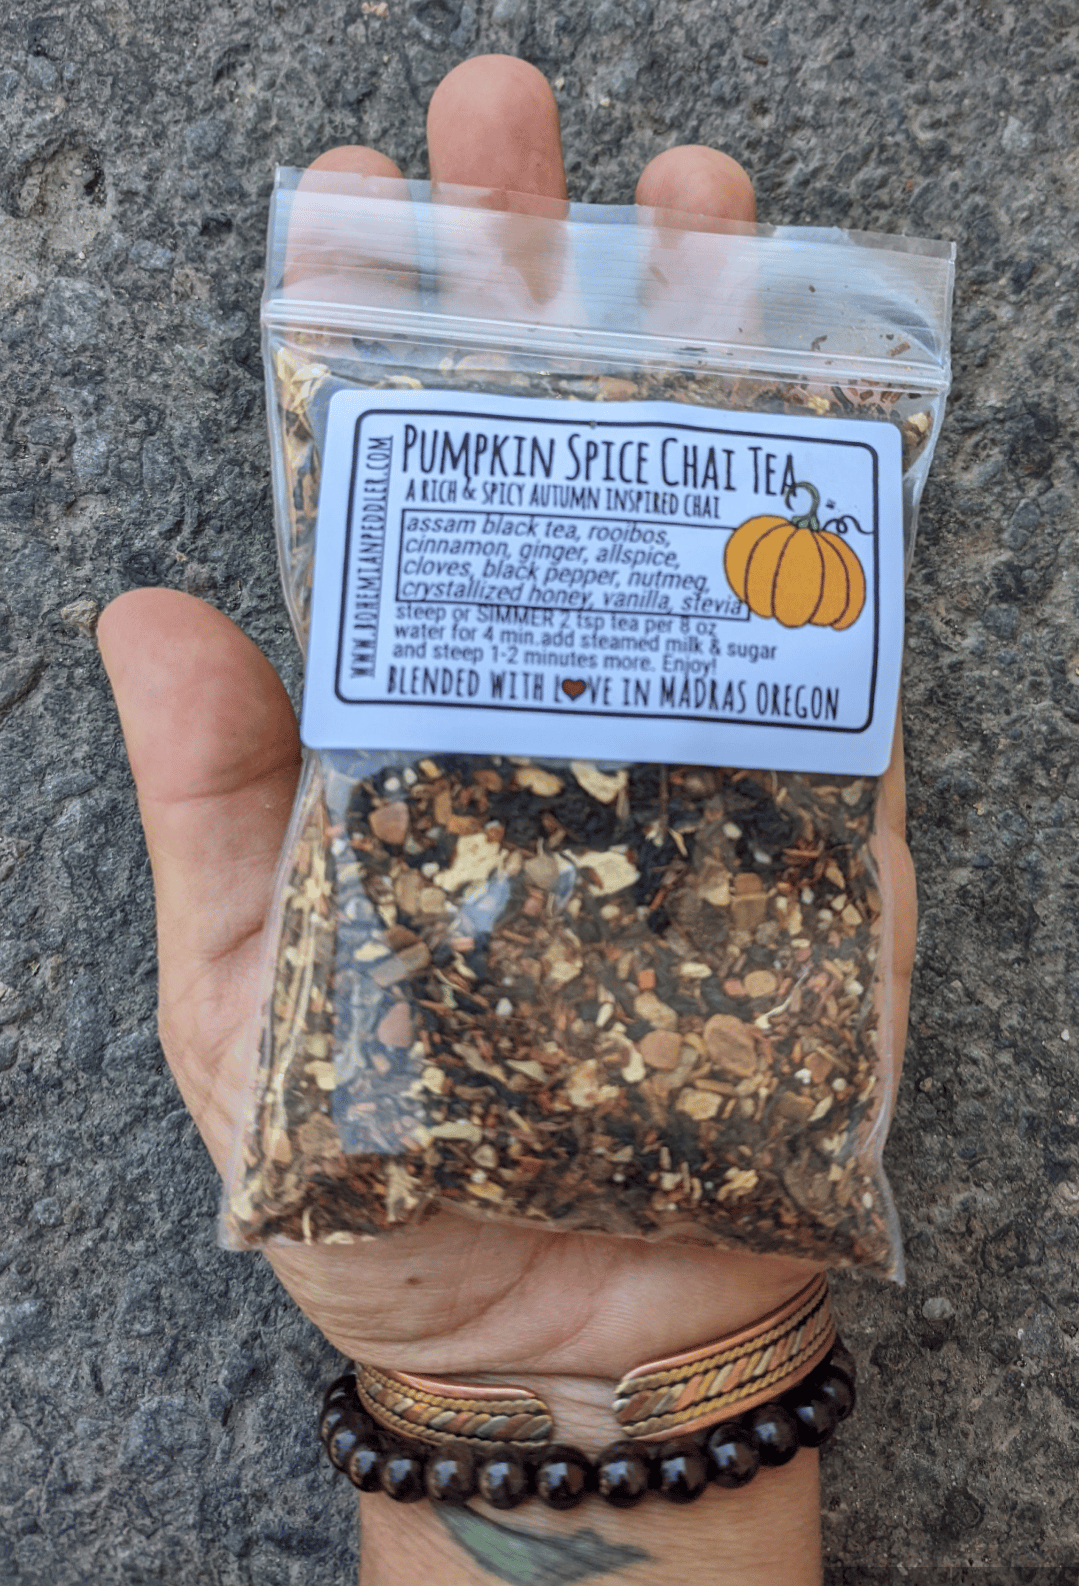 PUMPKIN SPICE CHAI TEA
A RICH & SPICY AUTUMN INSPIRED CHAI
assam black tea, rooibos,
cinnamon, ginger, allspice,
cloves, black pepper, nutmeg,
crystallized honey, vanilla, stevia
steep or SIMMER 2 tsp tea per 8 oz
water for 4 min.add steamed milk & sugar
and steep 1-2 minutes more. Enjoy!
BLENDED WITH L❤VE IN MADRAS OREGON
WWW.BOHEMIANPEDDLER.COM